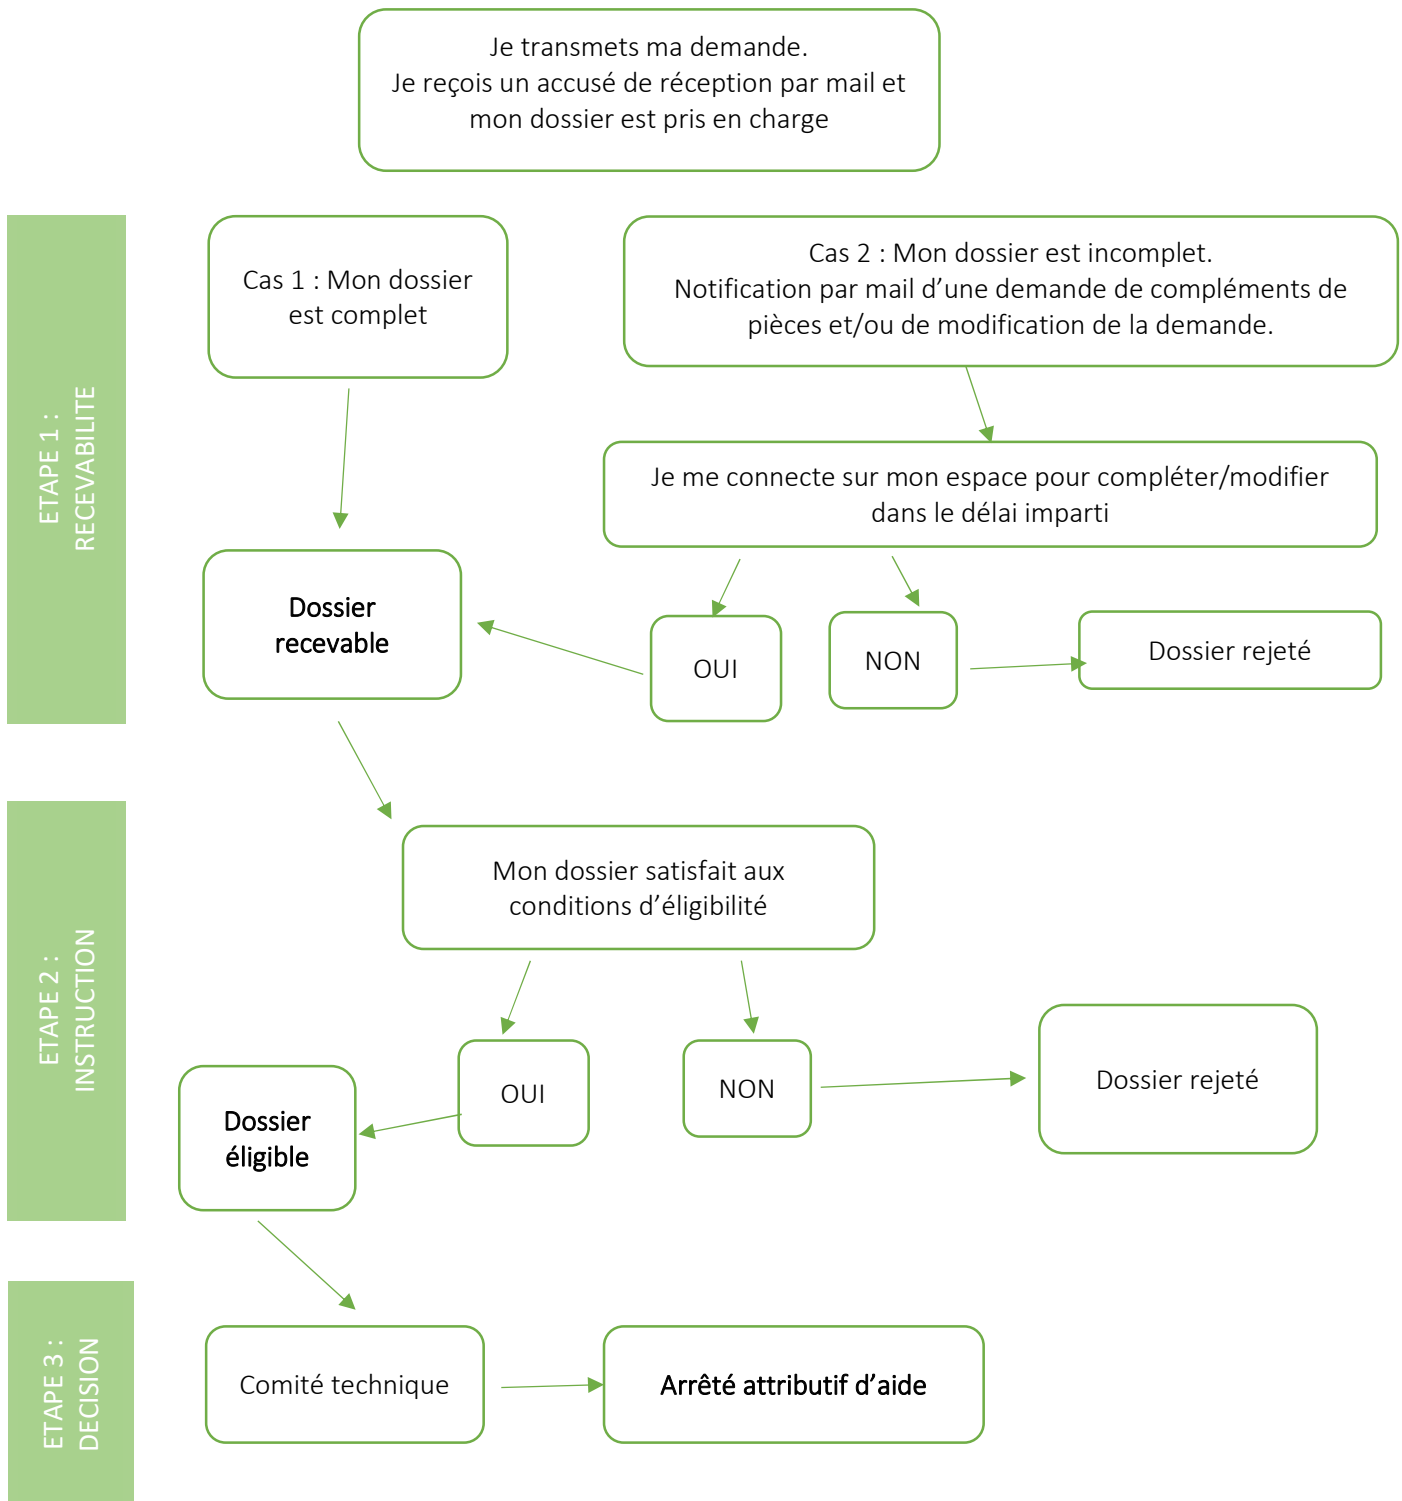 Je transmets ma demande.
Je reçois un accusé de réception par mail et
mon dossier est pris en charge
ETAPE 1 :
RECEVABILITE
Cas 1 : Mon dossier
est complet
Cas 2 : Mon dossier est incomplet.
Notification par mail d’une demande de compléments de
pièces et/ou de modification de la demande.
Je me connecte sur mon espace pour compléter/modifier
dans le délai imparti
Dossier
recevable
OUI
NON
Dossier rejeté
ETAPE 2 :
INSTRUCTION
Mon dossier satisfait aux
conditions d’éligibilité
OUI
NON
Dossier rejeté
Dossier
éligible
ETAPE 3 :
DECISION
Comité technique
Arrêté attributif d’aide